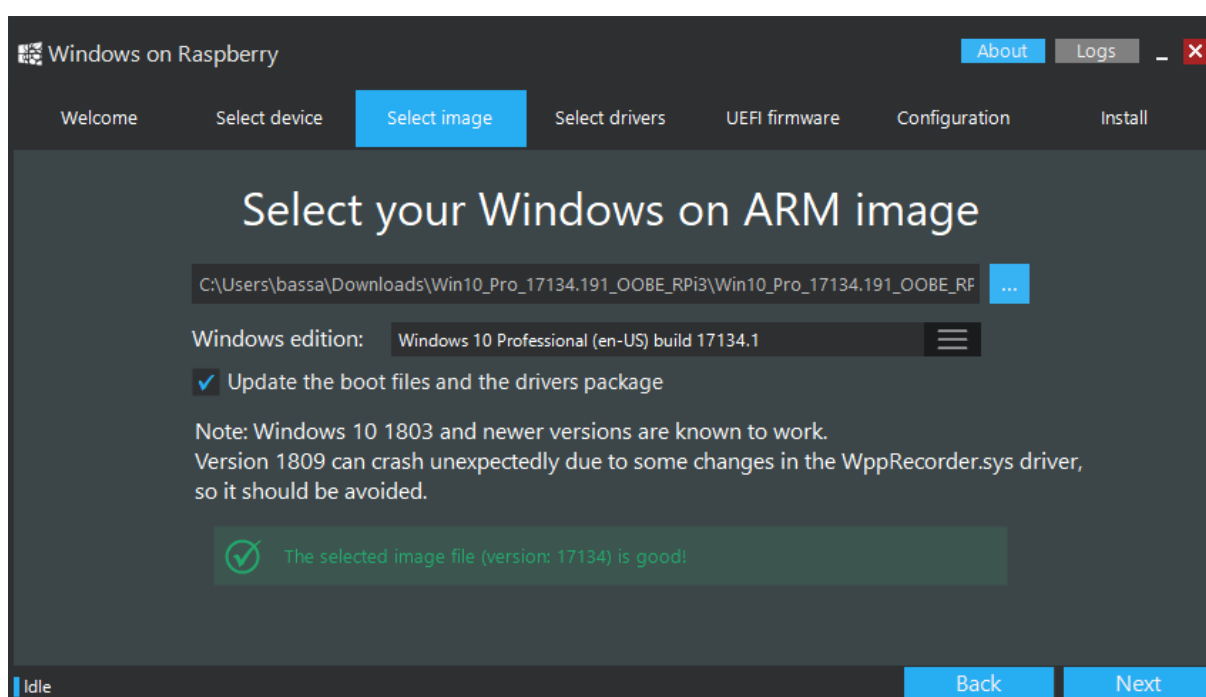 Windows on Raspberry
About
Logs
Welcome
Select device
Select image
Select drivers
UEFI firmware
Configuration
Install
Select your Windows on ARM image
C:\Users\bassa\Downloads\Win10_Pro_17134.191_OOBE_RPi3\Win10_Pro_17134.191_OOBE_RP
...
Windows edition:
Windows 10 Professional (en-US) build 17134.1
Update the boot files and the drivers package
Note: Windows 10 1803 and newer versions are known to work.
Version 1809 can crash unexpectedly due to some changes in the WppRecorder.sys driver,
so it should be avoided.
The selected image file (version: 17134) is good!
Idle
Back
Next